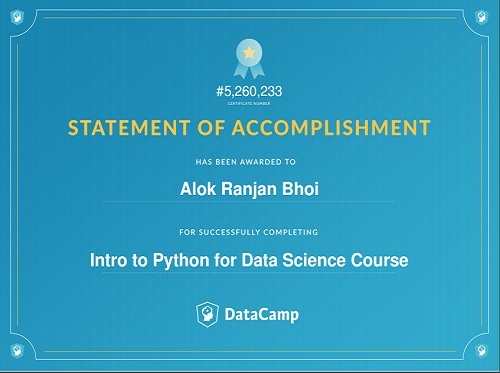 #5,260,233
CERTIFICATE NUMBER
STATEMENT OF ACCOMPLISHMENT
HAS BEEN AWARDED TO
Alok Ranjan Bhoi
FOR SUCCESSFULLY COMPLETING
Intro to Python for Data Science Course
DataCamp